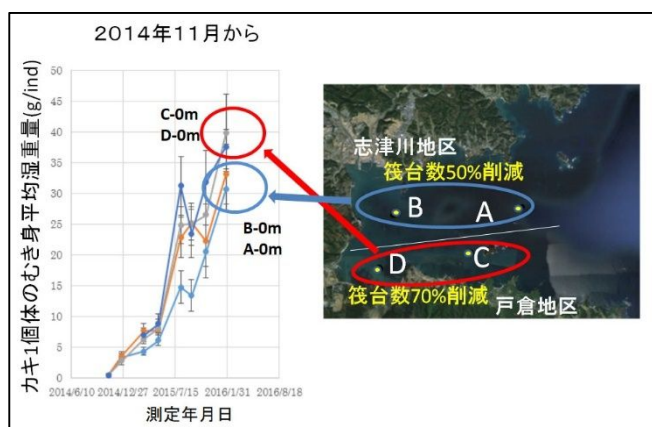 2014年11月から
カキ1個体のむき身平均湿重量(g/ind)
50
45
40
35
30
25
20
15
10
5
0
2014/6/10 2014/12/27 2015/7/15 2016/1/31 2016/8/18
測定年月日
C-0m
D-0m
B-0m
A-0m
志津川地区
筏台数50%削減
B A
D C
筏台数70%削減
戸倉地区